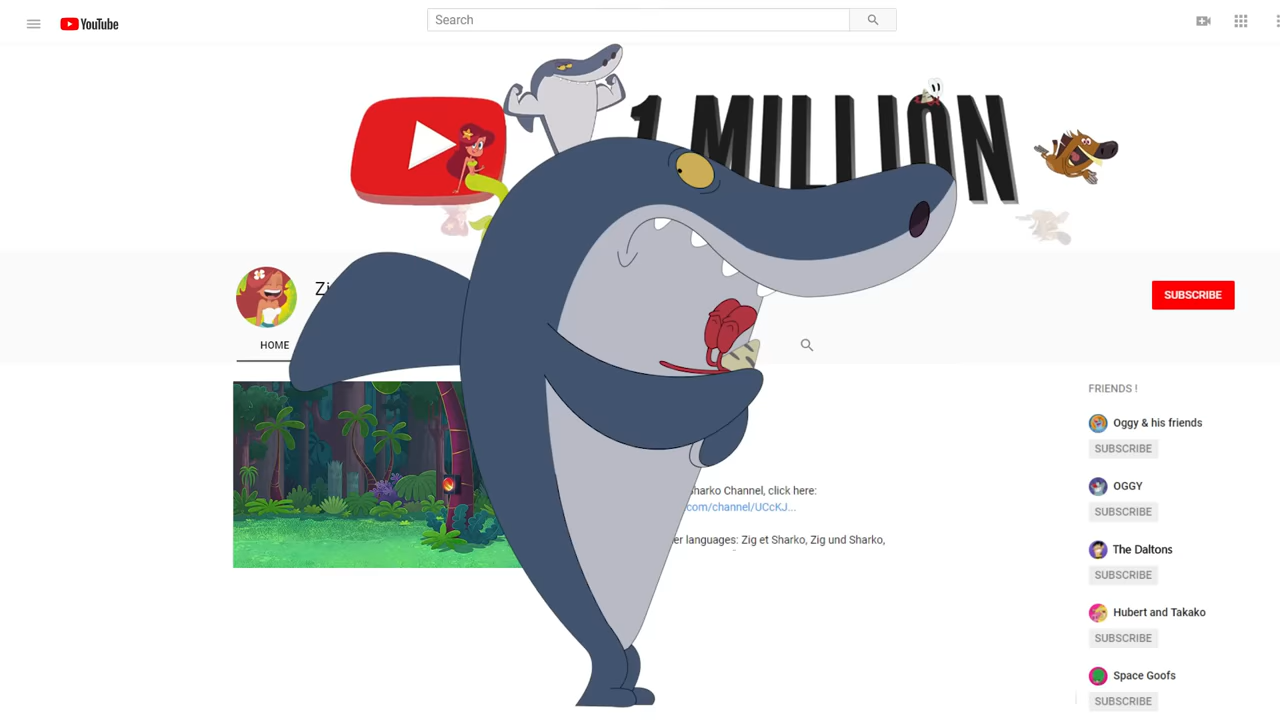 YouTube
Search
1 MILLION
Zi
SUBSCRIBE
HOME
FRIENDS !
Oggy & his friends
SUBSCRIBE
OGGY
SUBSCRIBE
The Daltons
SUBSCRIBE
Hubert and Takako
SUBSCRIBE
Space Goofs
SUBSCRIBE
Sharko Channel, click here:
com/channel/UCcKJ...
er languages: Zig et Sharko, Zig und Sharko,